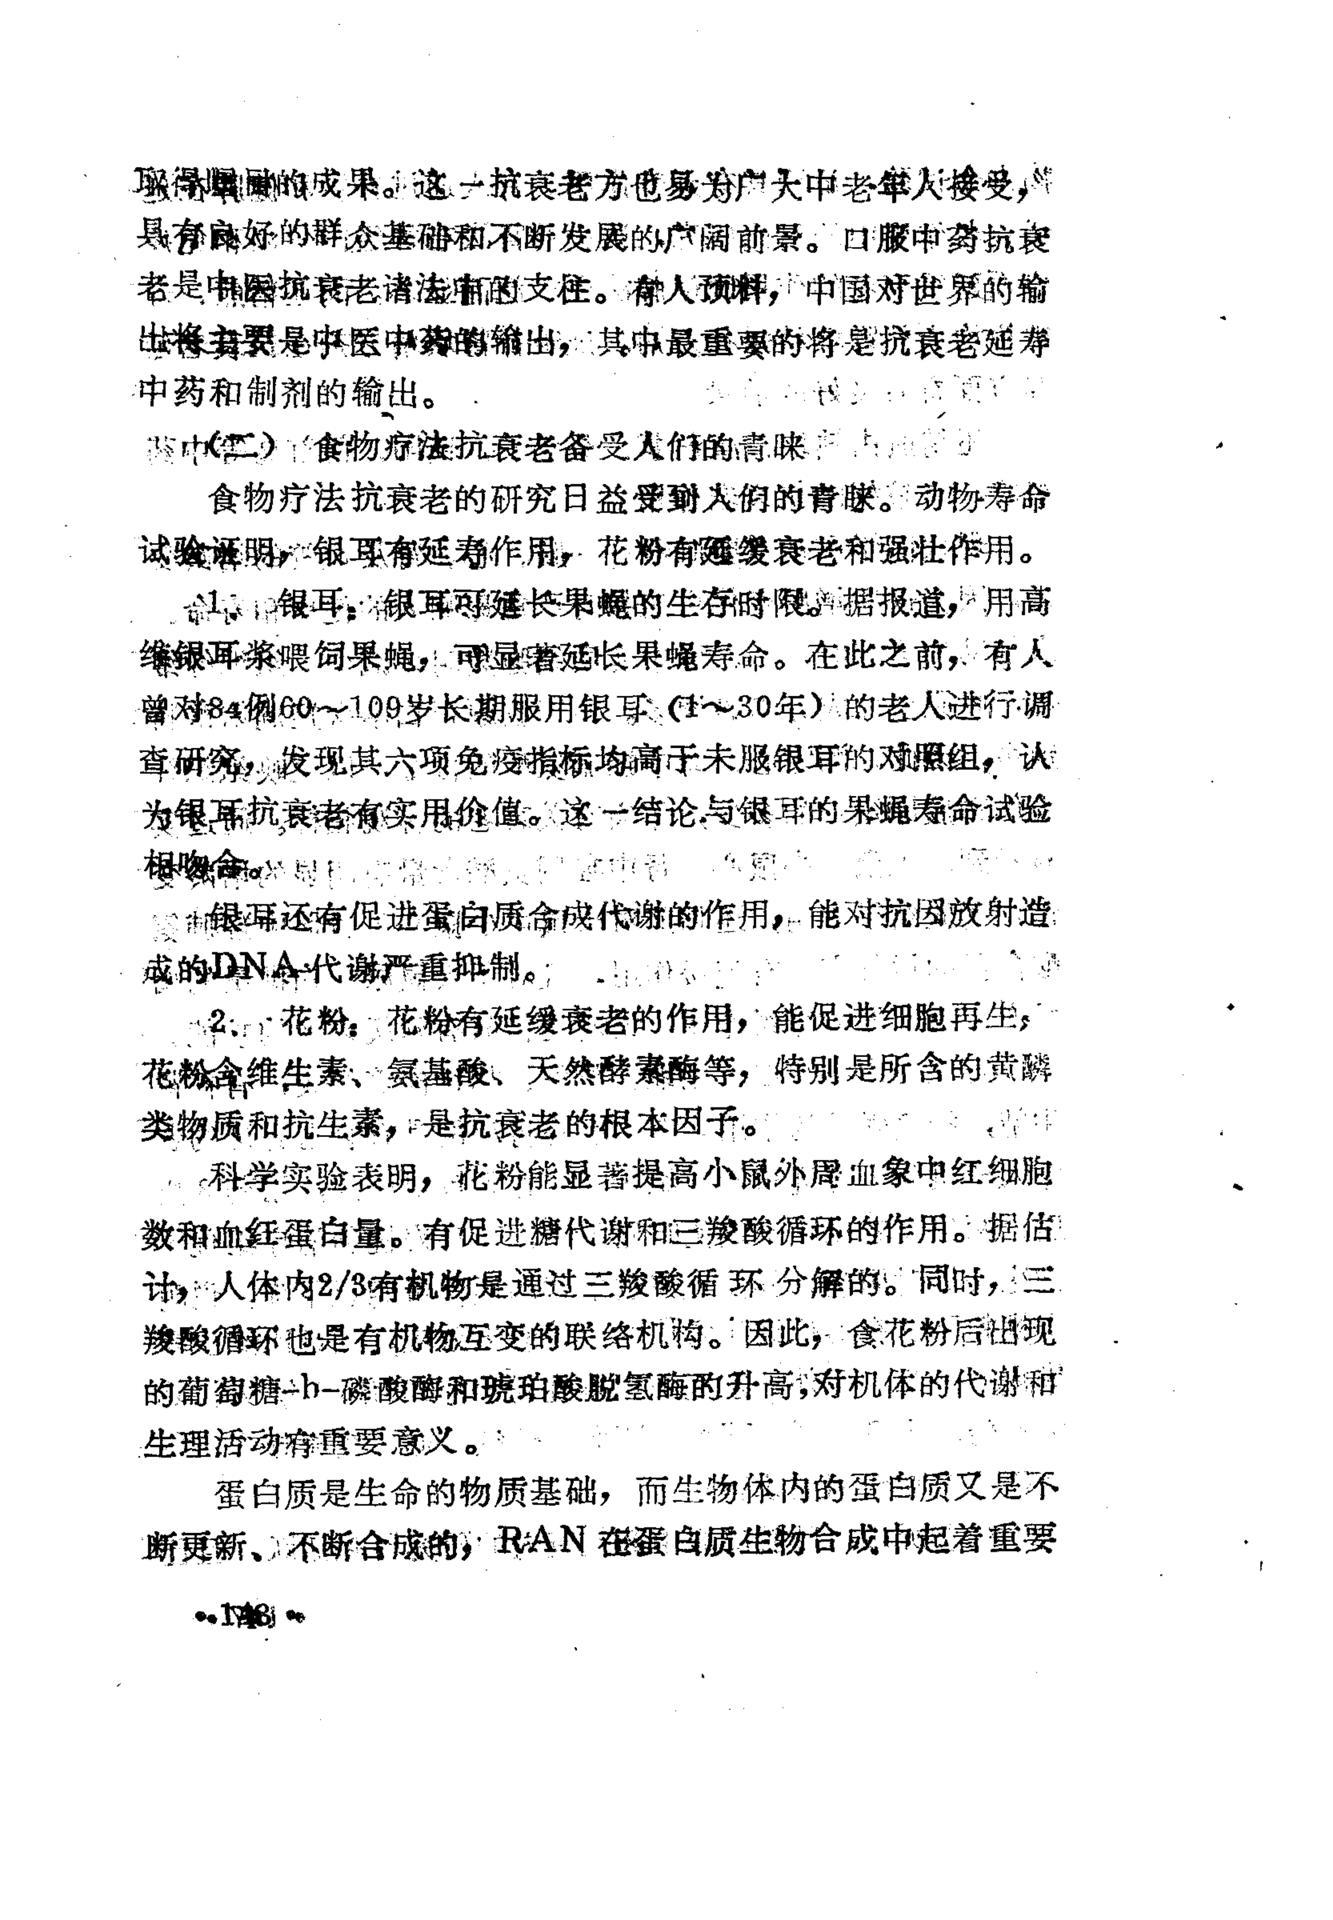 取得的成果。这一抗衰老方也易为广大中老年人接受，
具有良好的群众基础和不断发展的广阔前景。口服中药抗衰
老是中医抗衰老诸法中的支柱。有人预料，中国对世界的输
出将主要是中医中药的输出，其中最重要的将是抗衰老延寿
中药和制剂的输出。
（二） 食物疗法抗衰老备受人们的青睐
食物疗法抗衰老的研究日益受到人们的青睐。动物寿命
试验证明，银耳有延寿作用，花粉有延缓衰老和强壮作用。
1、 银耳：银耳可延长果蝇的生存时限。据报道，用高
维银耳浆喂饲果蝇，可显著延长果蝇寿命。在此之前，有人
曾对84例60～109岁长期服用银耳（1～30年）的老人进行调
查研究，发现其六项免疫指标均高于未服银耳的对照组，认
为银耳抗衰老有实用价值。这一结论与银耳的果蝇寿命试验
相吻合。
银耳还有促进蛋白质合成代谢的作用，能对抗因放射造
成的DNA代谢严重抑制。
2、 花粉：花粉有延缓衰老的作用，能促进细胞再生，
花粉含维生素、氨基酸、天然酵素酶等，特别是所含的黄磷
类物质和抗生素，是抗衰老的根本因子。
科学实验表明，花粉能显著提高小鼠外周血象中红细胞
数和血红蛋白量。有促进糖代谢和三羧酸循环的作用。据估
计，人体内2/3有机物是通过三羧酸循环分解的。同时，三
羧酸循环也是有机物互变的联络机构。因此，食花粉后出现
的葡萄糖-h-磷酸酶和琥珀酸脱氢酶的升高，对机体的代谢和
生理活动有重要意义。
蛋白质是生命的物质基础，而生物体内的蛋白质又是不
断更新、不断合成的，RAN在蛋白质生物合成中起着重要
•148•